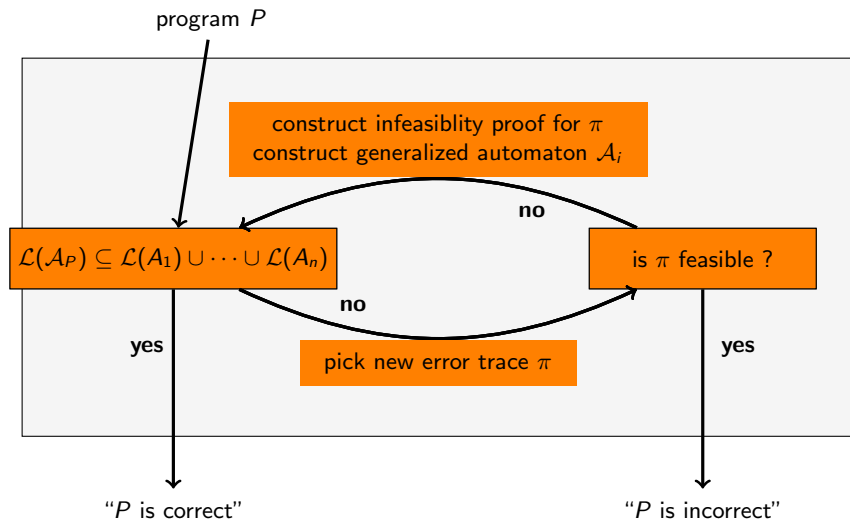 program P
construct infeasiblity proof for π
construct generalized automaton 𝒜ᵢ
no
ℒ(𝒜_P) ⊆ ℒ(A₁) ∪ ⋯ ∪ ℒ(Aₙ)
is π feasible ?
no
yes
yes
pick new error trace π
“P is correct”
“P is incorrect”